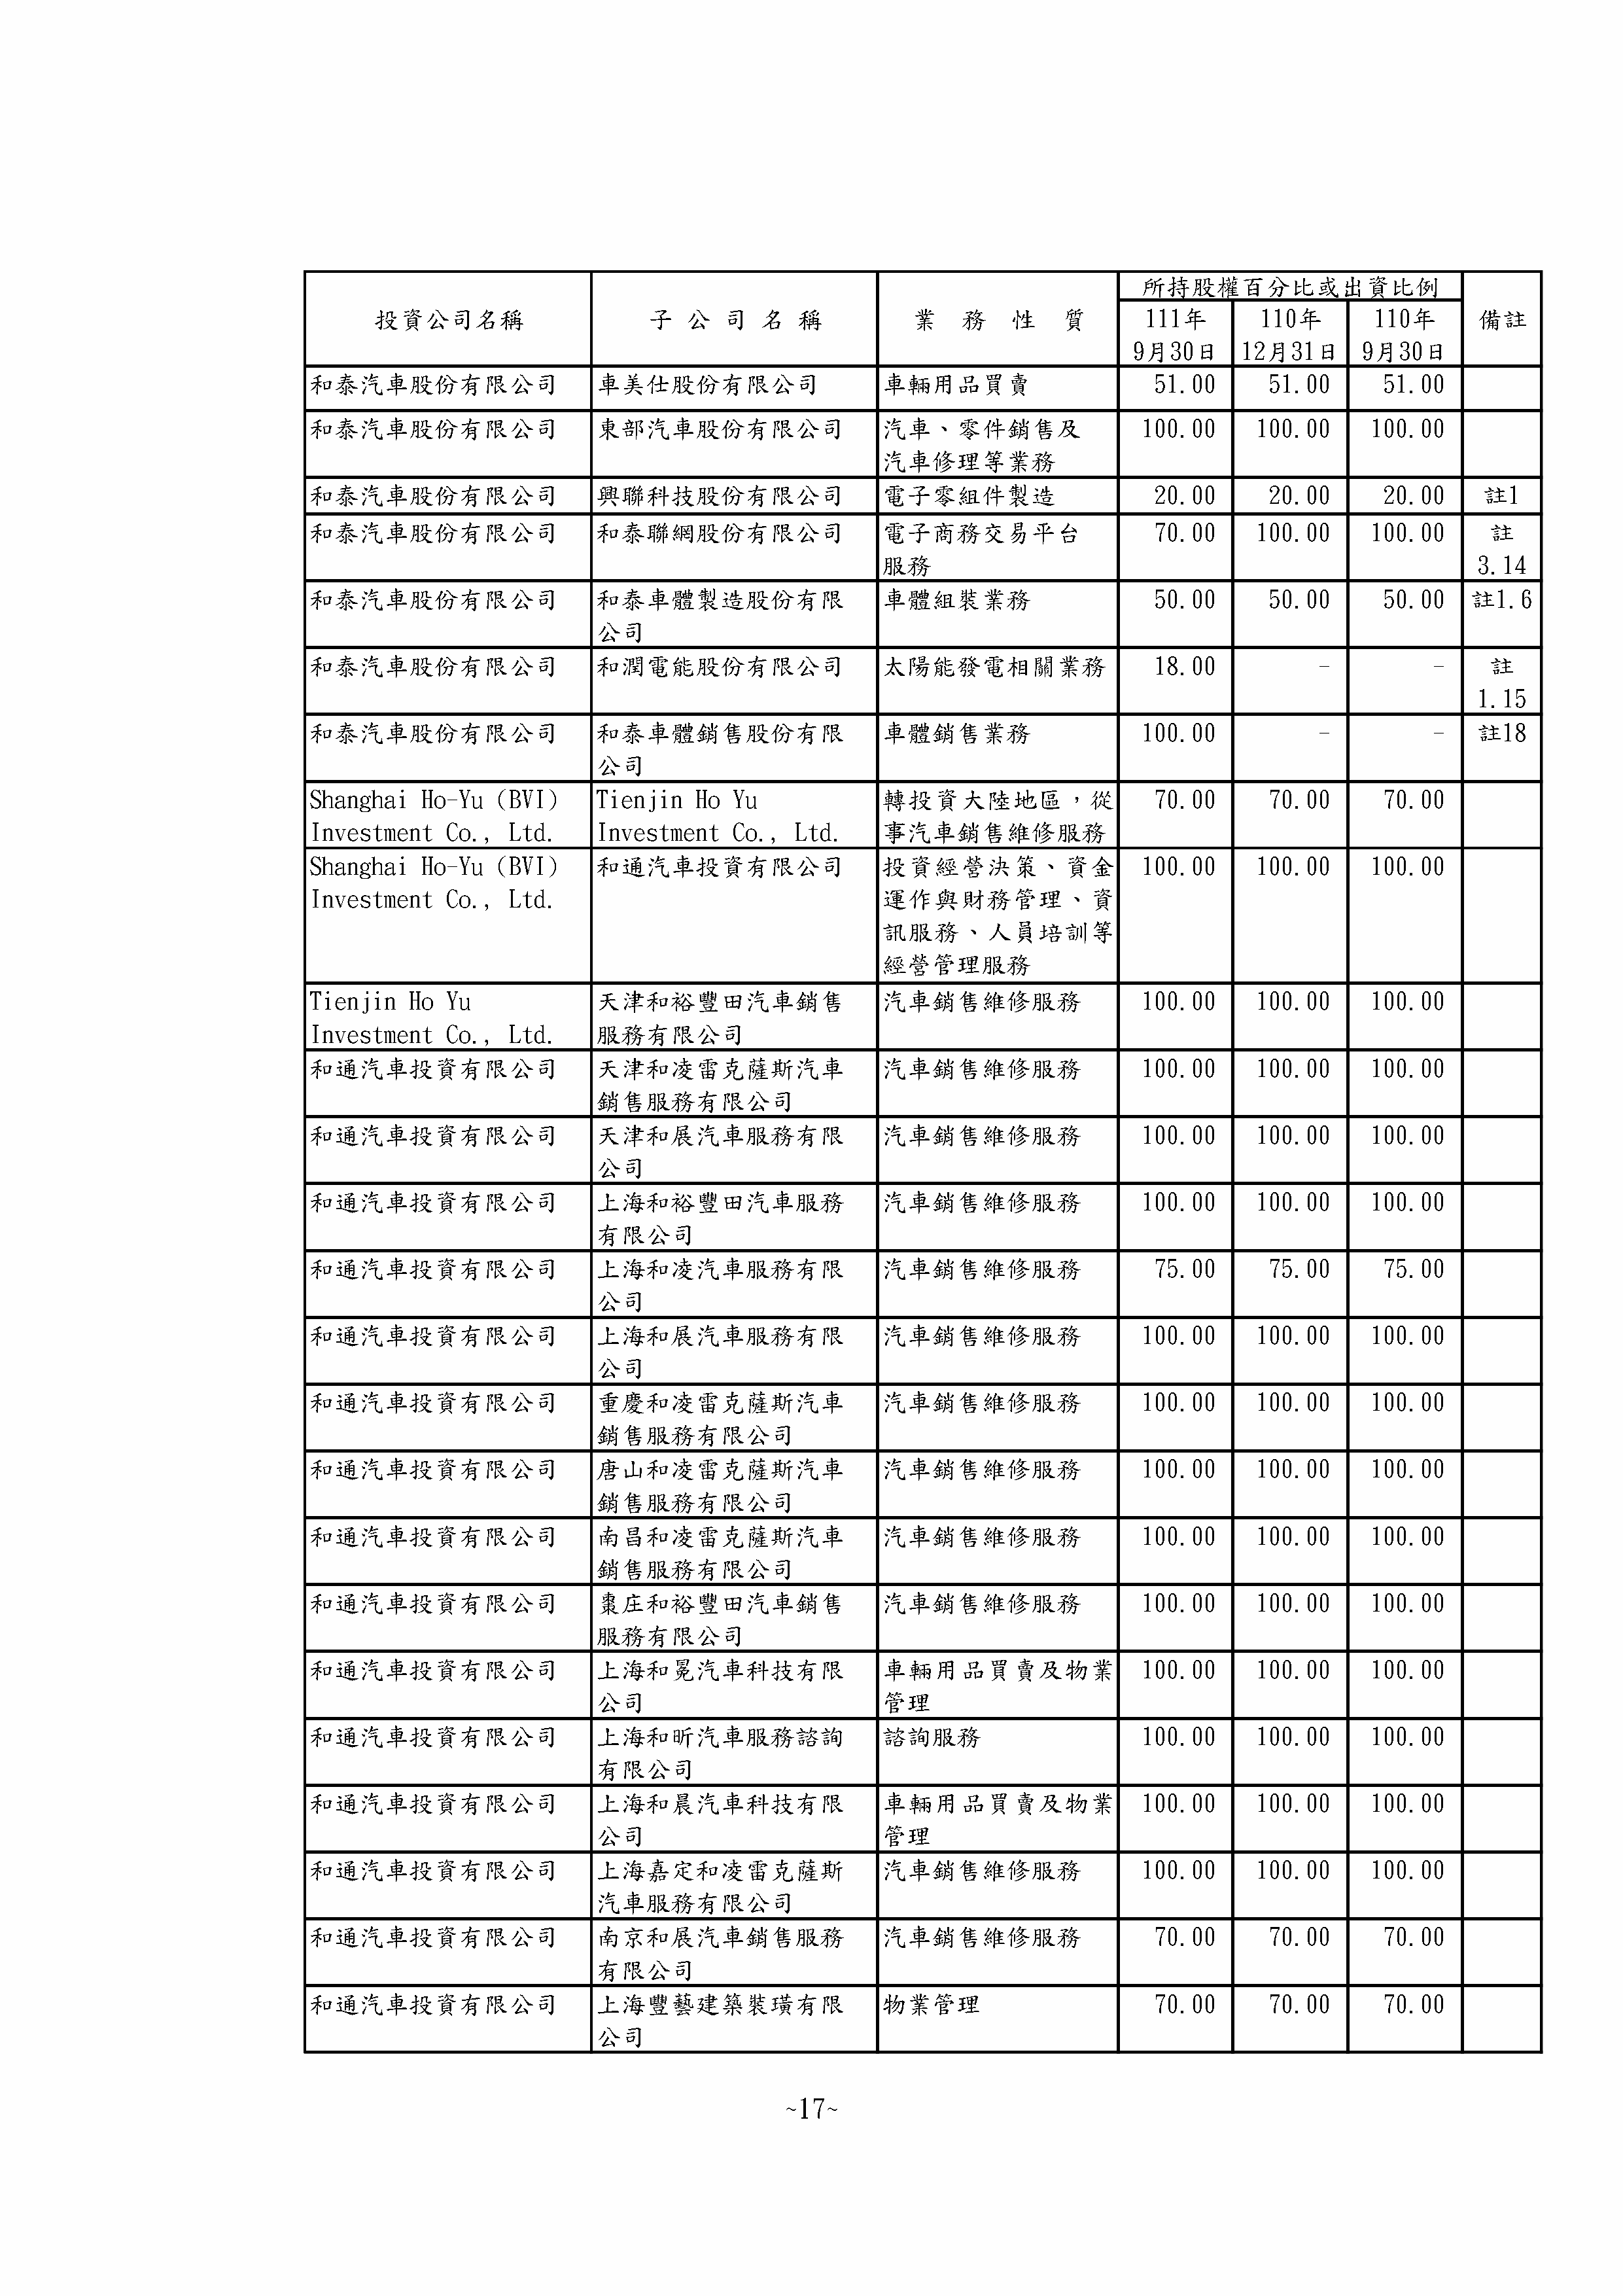 所持股權百分比或出資比例
投資公司名稱 子 公 司 名 稱 業 務 性 質 111年 110年 110年 備註
9月30日 12月31日 9月30日
和泰汽車股份有限公司 車美仕股份有限公司 車輛用品買賣 51.00 51.00 51.00
和泰汽車股份有限公司 東部汽車股份有限公司 汽車、零件銷售及 100.00 100.00 100.00
汽車修理等業務
和泰汽車股份有限公司 興聯科技股份有限公司 電子零組件製造 20.00 20.00 20.00 註1
和泰汽車股份有限公司 和泰聯網股份有限公司 電子商務交易平台 70.00 100.00 100.00 註
服務 3.14
和泰汽車股份有限公司 和泰車體製造股份有限 車體組裝業務 50.00 50.00 50.00 註1.6
公司
和泰汽車股份有限公司 和潤電能股份有限公司 太陽能發電相關業務 18.00 - - 註
1.15
和泰汽車股份有限公司 和泰車體銷售股份有限 車體銷售業務 100.00 - - 註18
公司
Shanghai Ho-Yu (BVI) Tienjin Ho Yu 轉投資大陸地區，從 70.00 70.00 70.00
Investment Co., Ltd. Investment Co., Ltd. 事汽車銷售維修服務
Shanghai Ho-Yu (BVI) 和通汽車投資有限公司 投資經營決策、資金 100.00 100.00 100.00
Investment Co., Ltd. 運作與財務管理、資
訊服務、人員培訓等
經營管理服務
Tienjin Ho Yu 天津和裕豐田汽車銷售 汽車銷售維修服務 100.00 100.00 100.00
Investment Co., Ltd. 服務有限公司
和通汽車投資有限公司 天津和凌雷克薩斯汽車 汽車銷售維修服務 100.00 100.00 100.00
銷售服務有限公司
和通汽車投資有限公司 天津和展汽車服務有限 汽車銷售維修服務 100.00 100.00 100.00
公司
和通汽車投資有限公司 上海和裕豐田汽車服務 汽車銷售維修服務 100.00 100.00 100.00
有限公司
和通汽車投資有限公司 上海和凌汽車服務有限 汽車銷售維修服務 75.00 75.00 75.00
公司
和通汽車投資有限公司 上海和展汽車服務有限 汽車銷售維修服務 100.00 100.00 100.00
公司
和通汽車投資有限公司 重慶和凌雷克薩斯汽車 汽車銷售維修服務 100.00 100.00 100.00
銷售服務有限公司
和通汽車投資有限公司 唐山和凌雷克薩斯汽車 汽車銷售維修服務 100.00 100.00 100.00
銷售服務有限公司
和通汽車投資有限公司 南昌和凌雷克薩斯汽車 汽車銷售維修服務 100.00 100.00 100.00
銷售服務有限公司
和通汽車投資有限公司 棗庄和裕豐田汽車銷售 汽車銷售維修服務 100.00 100.00 100.00
服務有限公司
和通汽車投資有限公司 上海和冕汽車科技有限 車輛用品買賣及物業 100.00 100.00 100.00
公司 管理
和通汽車投資有限公司 上海和昕汽車服務諮詢 諮詢服務 100.00 100.00 100.00
有限公司
和通汽車投資有限公司 上海和晨汽車科技有限 車輛用品買賣及物業 100.00 100.00 100.00
公司 管理
和通汽車投資有限公司 上海嘉定和凌雷克薩斯 汽車銷售維修服務 100.00 100.00 100.00
汽車服務有限公司
和通汽車投資有限公司 南京和展汽車銷售服務 汽車銷售維修服務 70.00 70.00 70.00
有限公司
和通汽車投資有限公司 上海豐藝建築裝璜有限 物業管理 70.00 70.00 70.00
公司
~17~